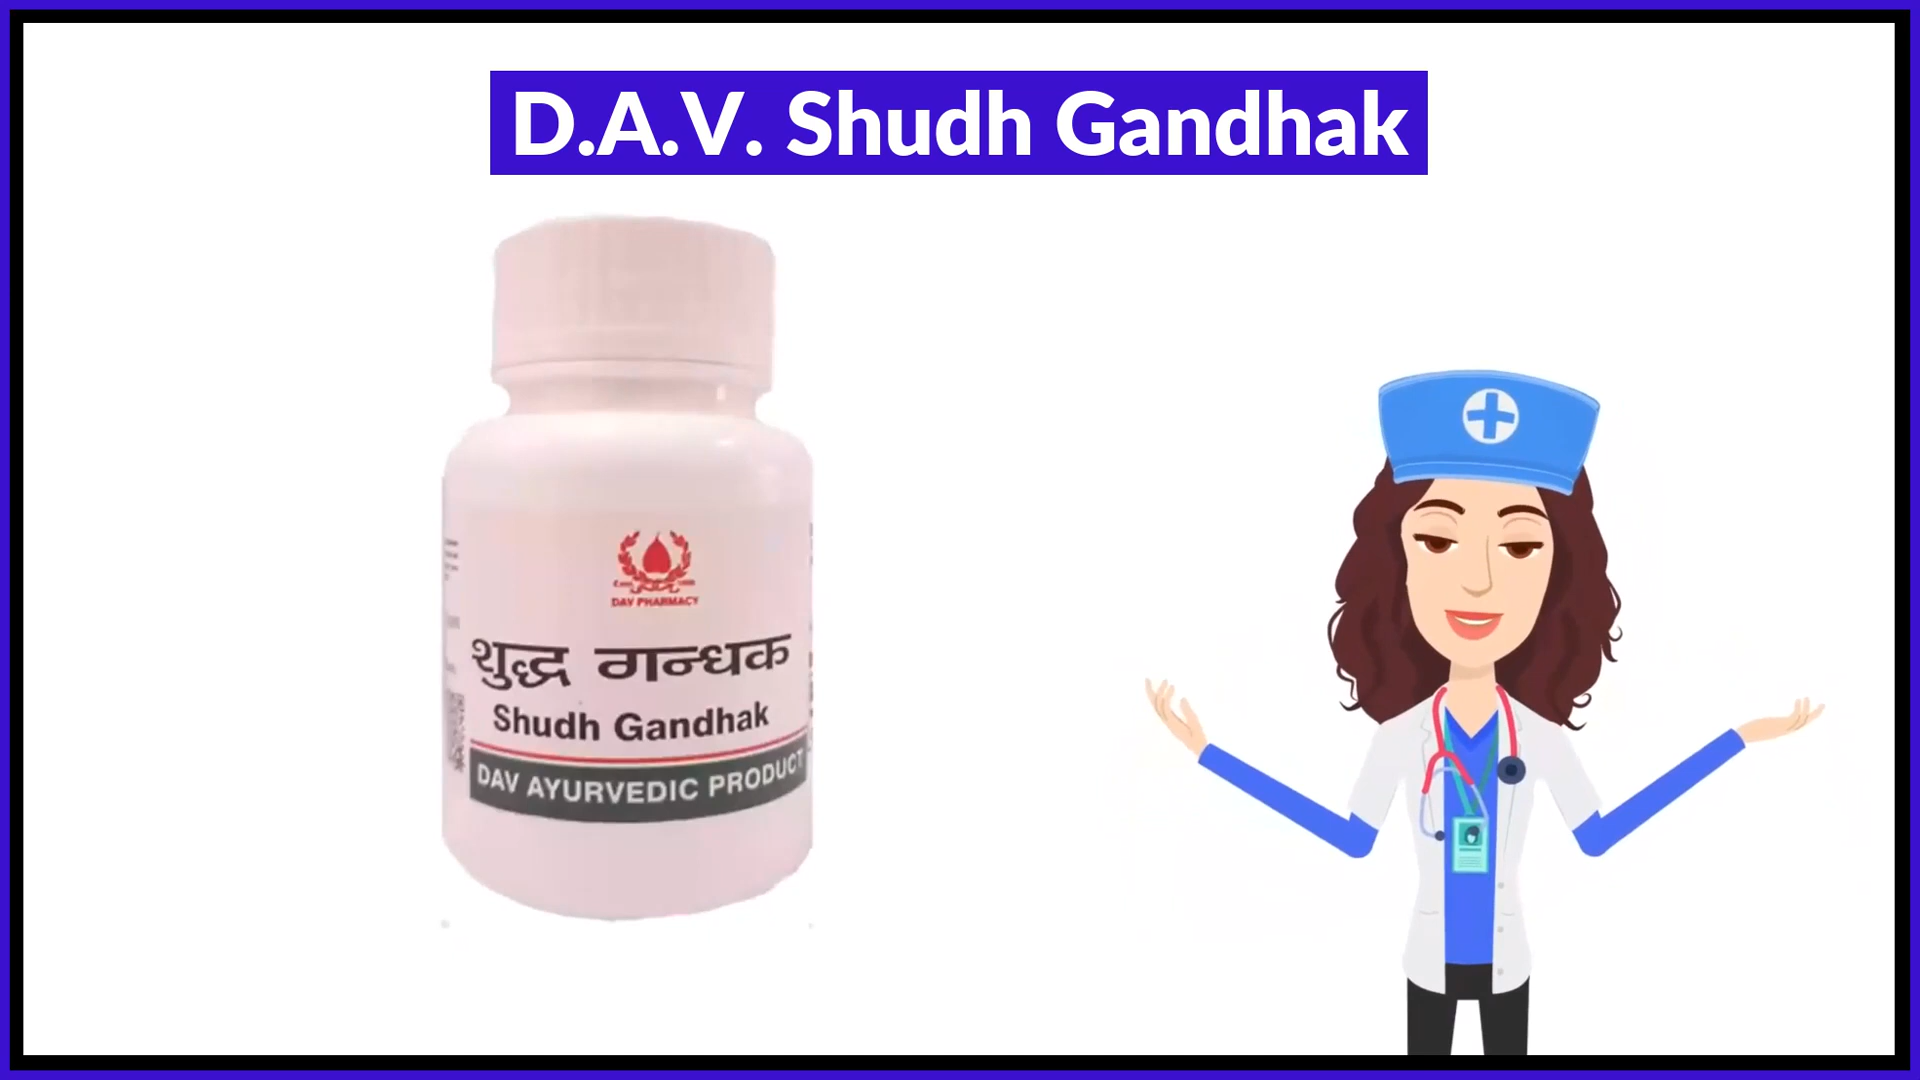 D.A.V. Shudh Gandhak
DAV PHARMACY
शुद्ध गन्धक
Shudh Gandhak
DAV AYURVEDIC PRODUCT